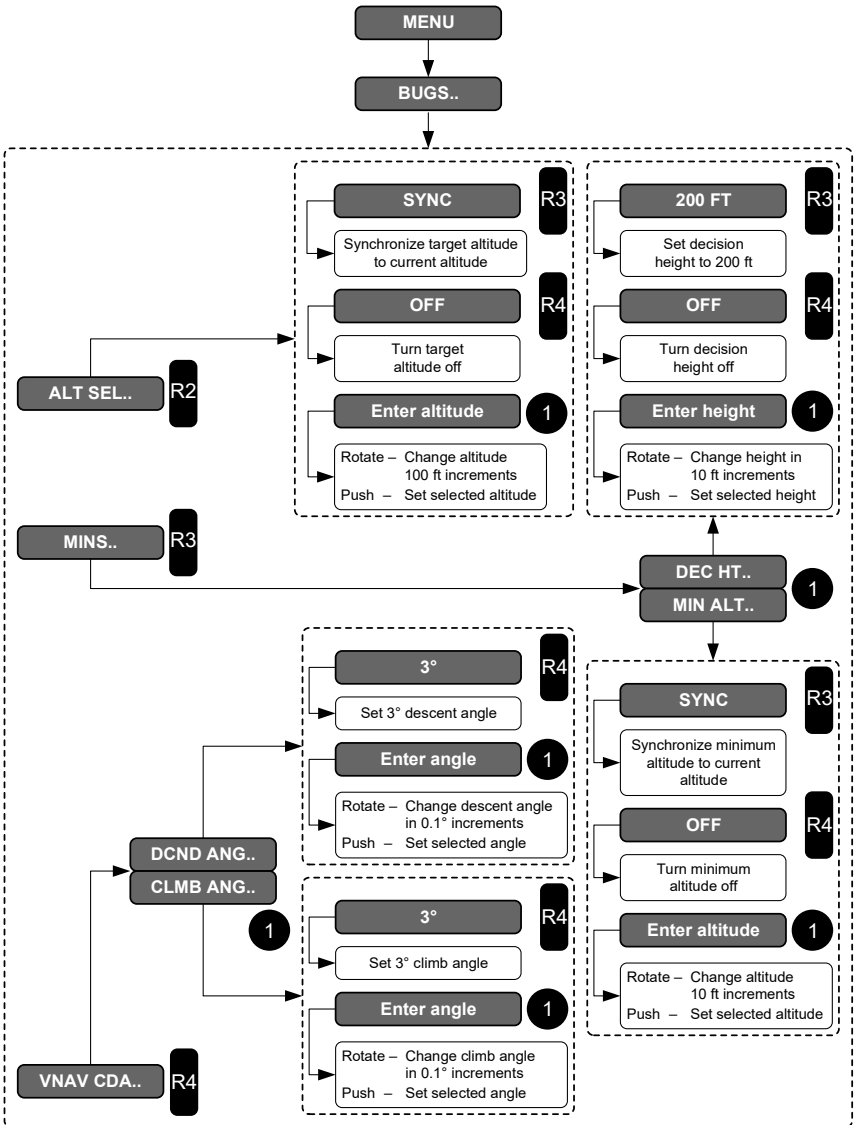 MENU
BUGS..
SYNC
R3
Synchronize target altitude
to current altitude
OFF
R4
Turn target
altitude off
Enter altitude
1
Rotate – Change altitude
100 ft increments
Push – Set selected altitude
200 FT
R3
Set decision
height to 200 ft
OFF
R4
Turn decision
height off
Enter height
1
Rotate – Change height in
10 ft increments
Push – Set selected height
ALT SEL..
R2
MINS..
R3
DEC HT..
MIN ALT..
1
3°
R4
Set 3° descent angle
Enter angle
1
Rotate – Change descent angle
in 0.1° increments
Push – Set selected angle
SYNC
R3
Synchronize minimum
altitude to current
altitude
OFF
R4
Turn minimum
altitude off
Enter altitude
1
Rotate – Change altitude
10 ft increments
Push – Set selected altitude
DCND ANG..
CLMB ANG..
1
3°
R4
Set 3° climb angle
Enter angle
1
Rotate – Change climb angle
in 0.1° increments
Push – Set selected angle
VNAV CDA..
R4